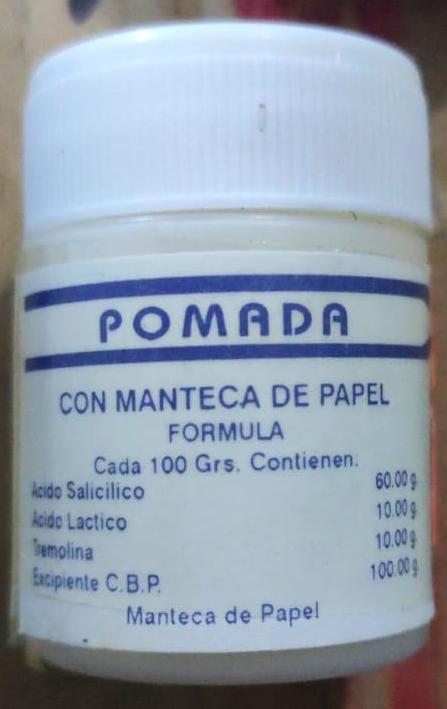 POMADA
CON MANTECA DE PAPEL
FORMULA
Cada 100 Grs. Contienen:
Acido Salicilico 60.00 g.
Acido Lactico 10.00 g.
Tremolina 10.00 g.
Excipiente C.B.P. 100.00 g.
Manteca de Papel